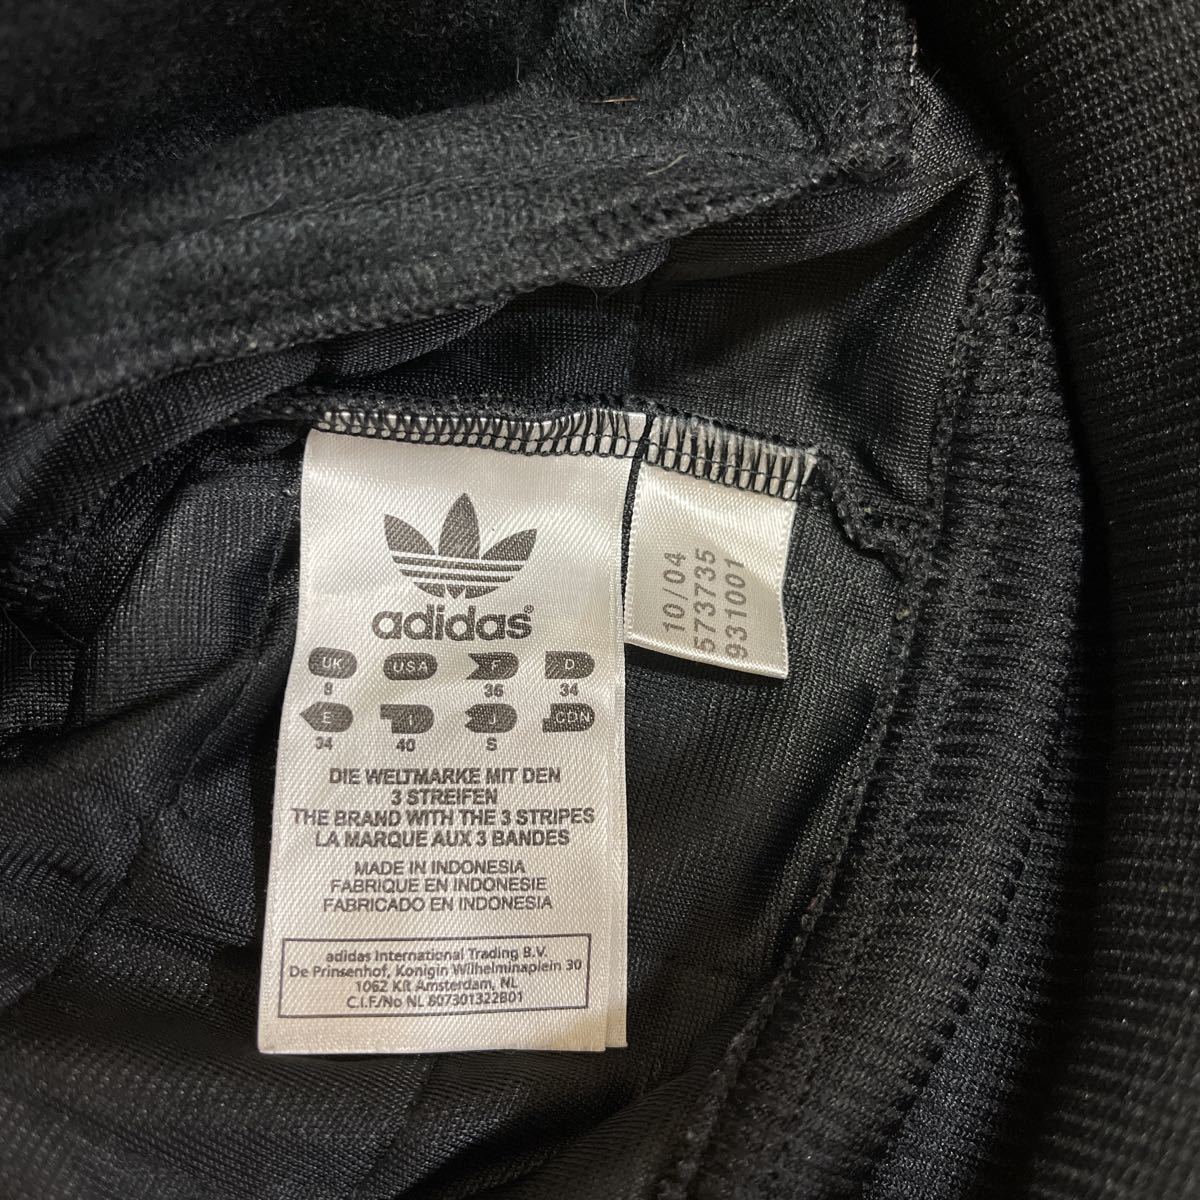 adidas®
UK USA F D
8 36 34
E I J CDN
34 40 S
DIE WELTMARKE MIT DEN
3 STREIFEN
THE BRAND WITH THE 3 STRIPES
LA MARQUE AUX 3 BANDES
MADE IN INDONESIA
FABRIQUE EN INDONESIE
FABRICADO EN INDONESIA
adidas International Trading B.V.
De Prinsenhof, Konigin Wilhelminaplein 30
1062 KR Amsterdam, NL
C.I.F/No NL 807301322B01
10/04
573735
931001